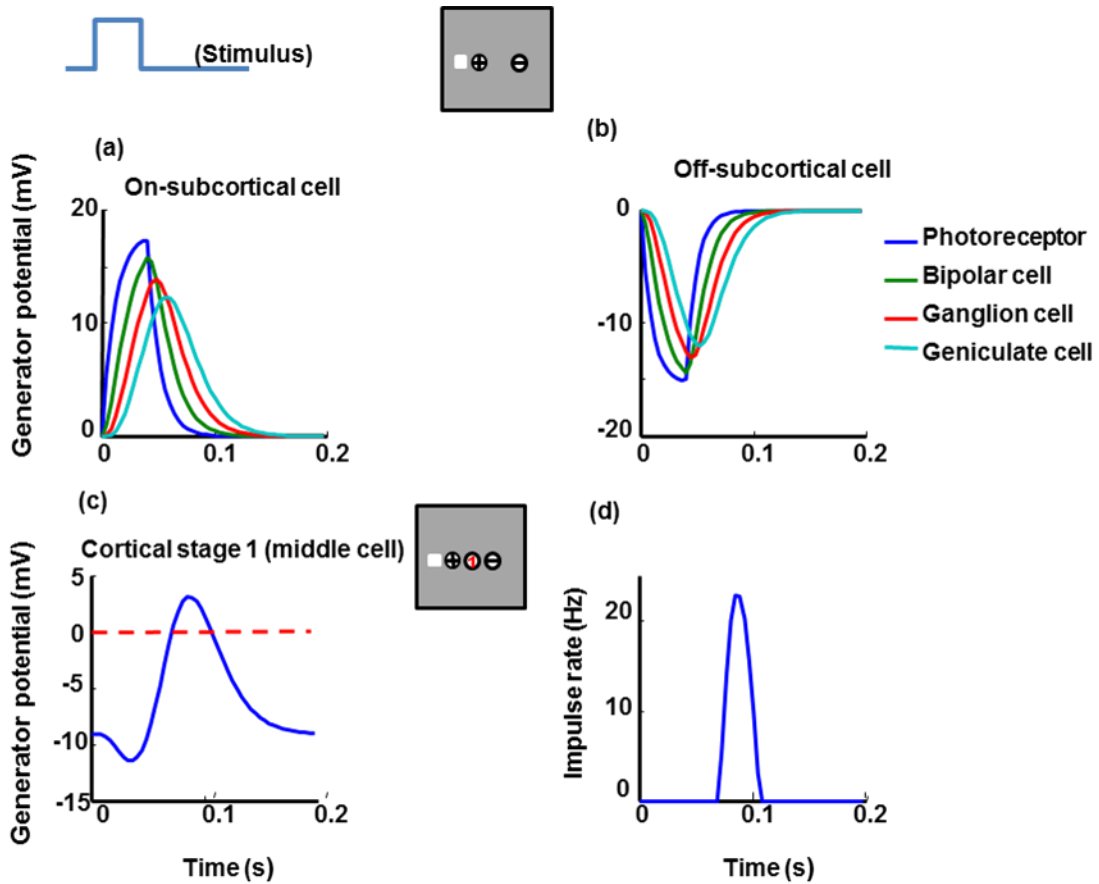 (Stimulus)
+
−
(a)
On-subcortical cell
Generator potential (mV)
20
10
0
0
0.1
0.2
(b)
Off-subcortical cell
0
-10
-20
0
0.1
0.2
Photoreceptor
Bipolar cell
Ganglion cell
Geniculate cell
(c)
Cortical stage 1 (middle cell)
+
1
−
Generator potential (mV)
5
0
-5
-10
-15
0
0.1
0.2
Time (s)
(d)
Impulse rate (Hz)
20
10
0
0
0.1
0.2
Time (s)